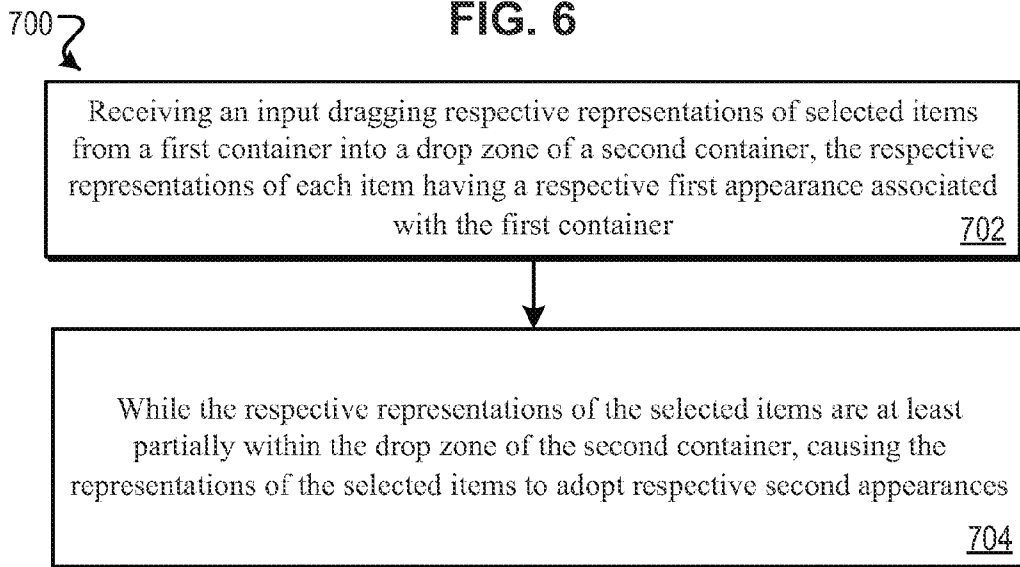 FIG. 6
700
Receiving an input dragging respective representations of selected items
from a first container into a drop zone of a second container, the respective
representations of each item having a respective first appearance associated
with the first container
702
While the respective representations of the selected items are at least
partially within the drop zone of the second container, causing the
representations of the selected items to adopt respective second appearances
704